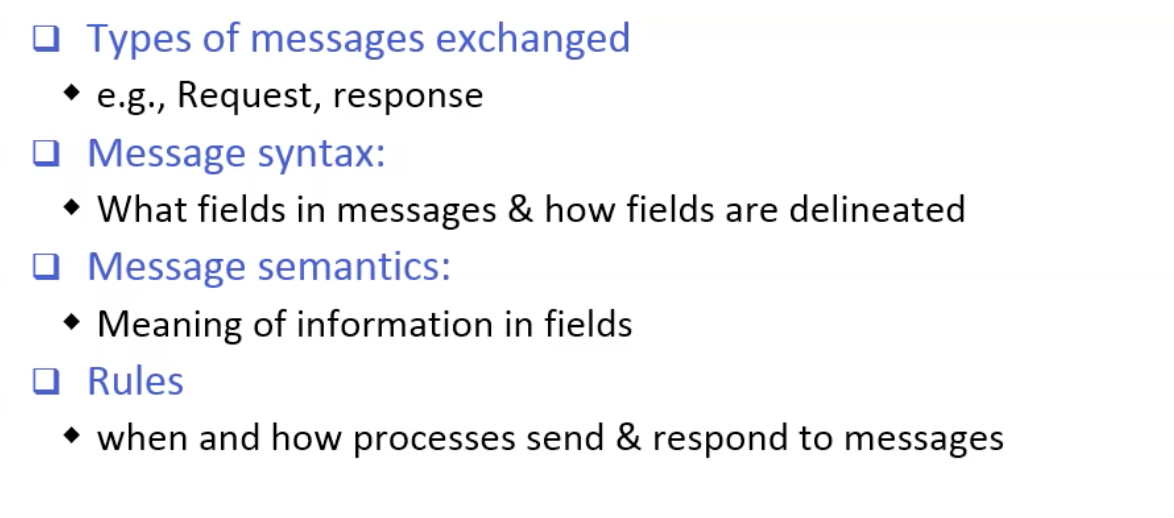 ❑ Types of messages exchanged
◆ e.g., Request, response
❑ Message syntax:
◆ What fields in messages & how fields are delineated
❑ Message semantics:
◆ Meaning of information in fields
❑ Rules
◆ when and how processes send & respond to messages